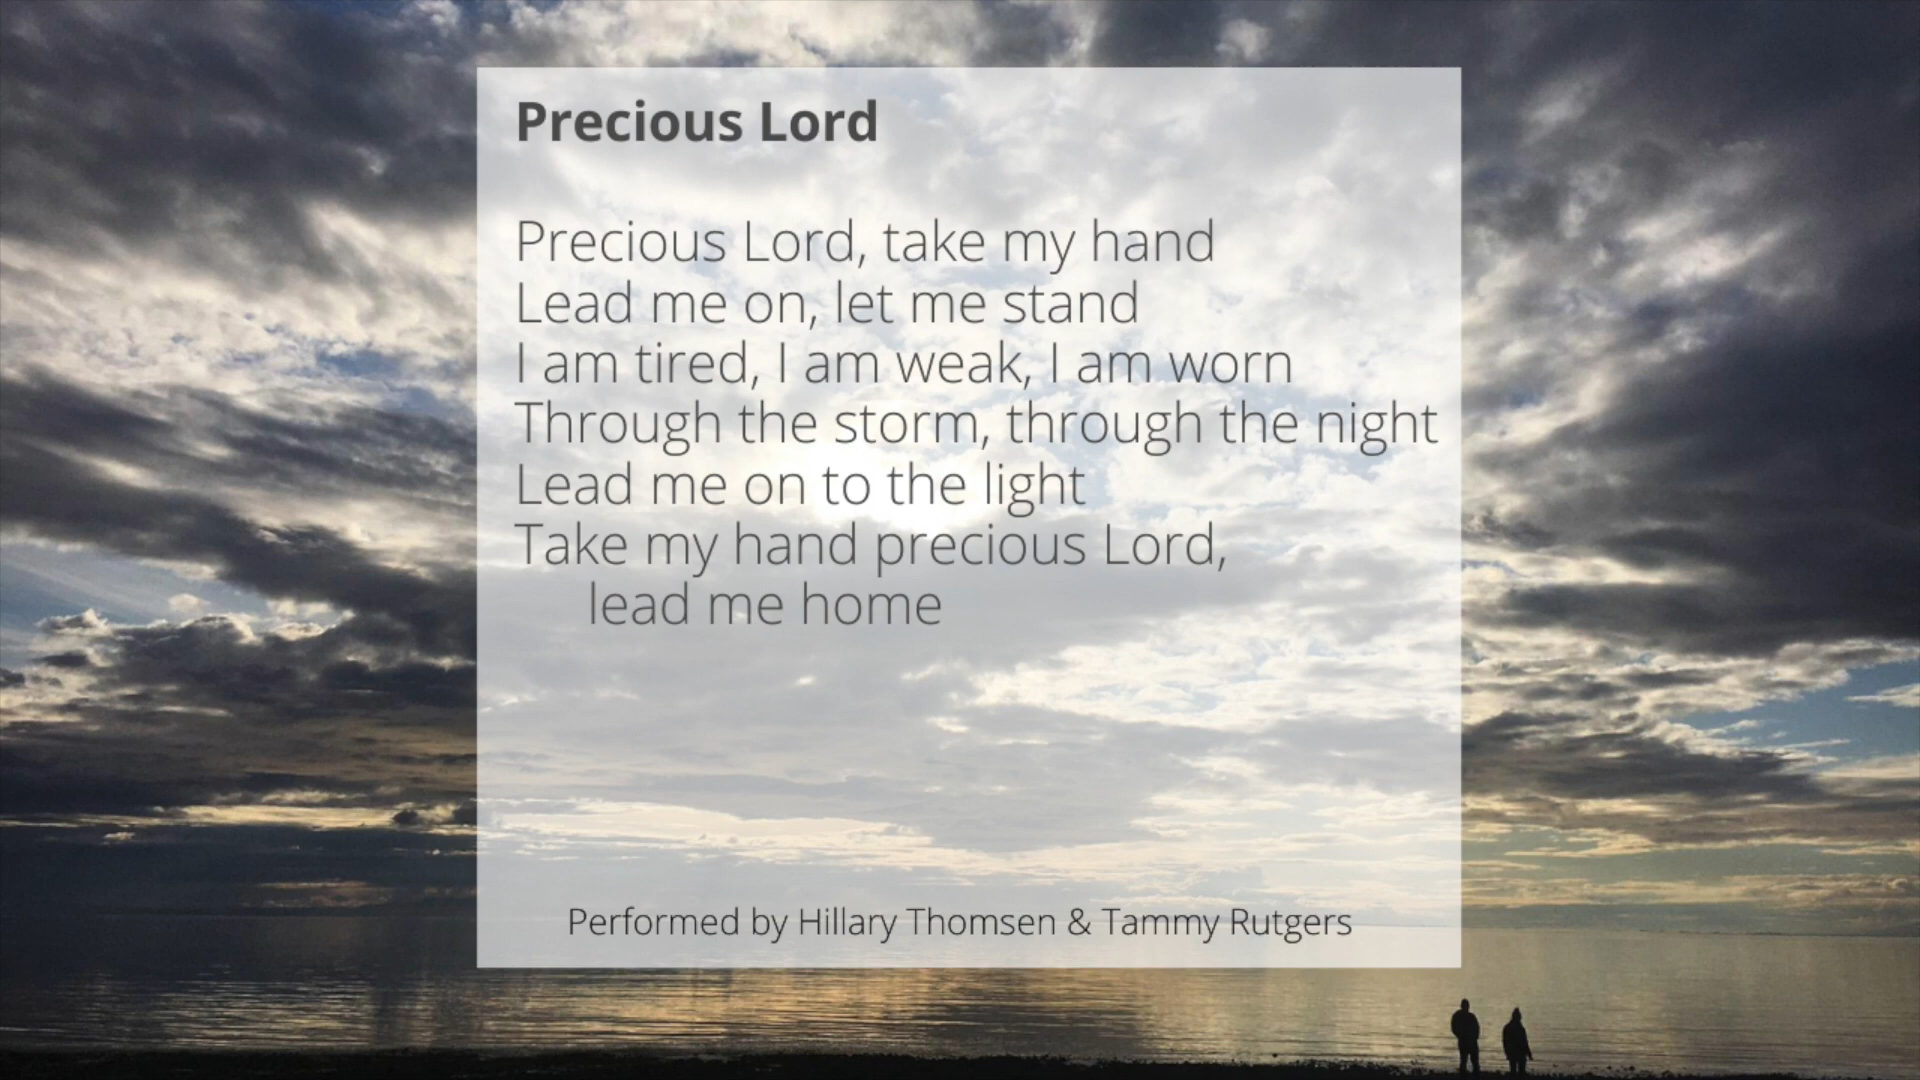 Precious Lord
Precious Lord, take my hand
Lead me on, let me stand
I am tired, I am weak, I am worn
Through the storm, through the night
Lead me on to the light
Take my hand precious Lord,
lead me home
Performed by Hillary Thomsen & Tammy Rutgers